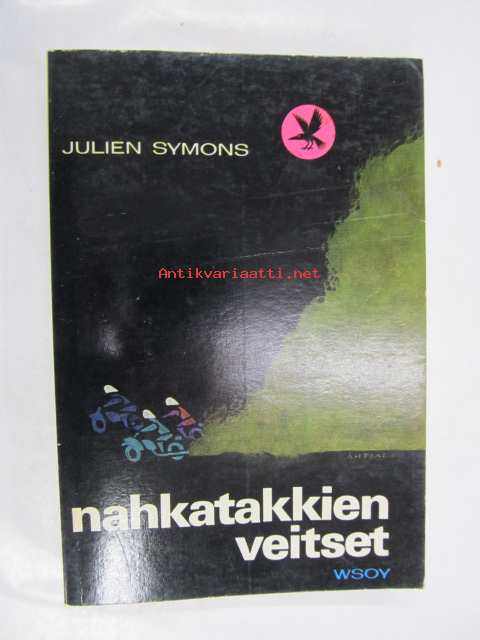 JULIEN SYMONS
Antikvariaatti.net
nahkatakkien
veitset
WSOY